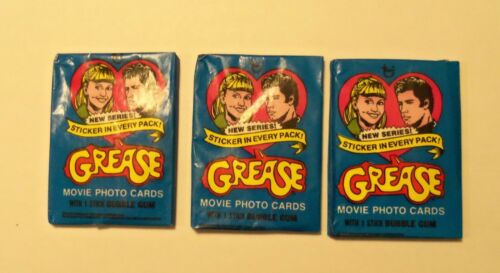 NEW SERIES!
STICKER IN EVERY PACK!
GREASE
MOVIE PHOTO CARDS
WITH 1 STICK BUBBLE GUM
NEW SERIES!
STICKER IN EVERY PACK!
GREASE
MOVIE PHOTO CARDS
WITH 1 STICK BUBBLE GUM
NEW SERIES!
STICKER IN EVERY PACK!
GREASE
MOVIE PHOTO CARDS
WITH 1 STICK BUBBLE GUM